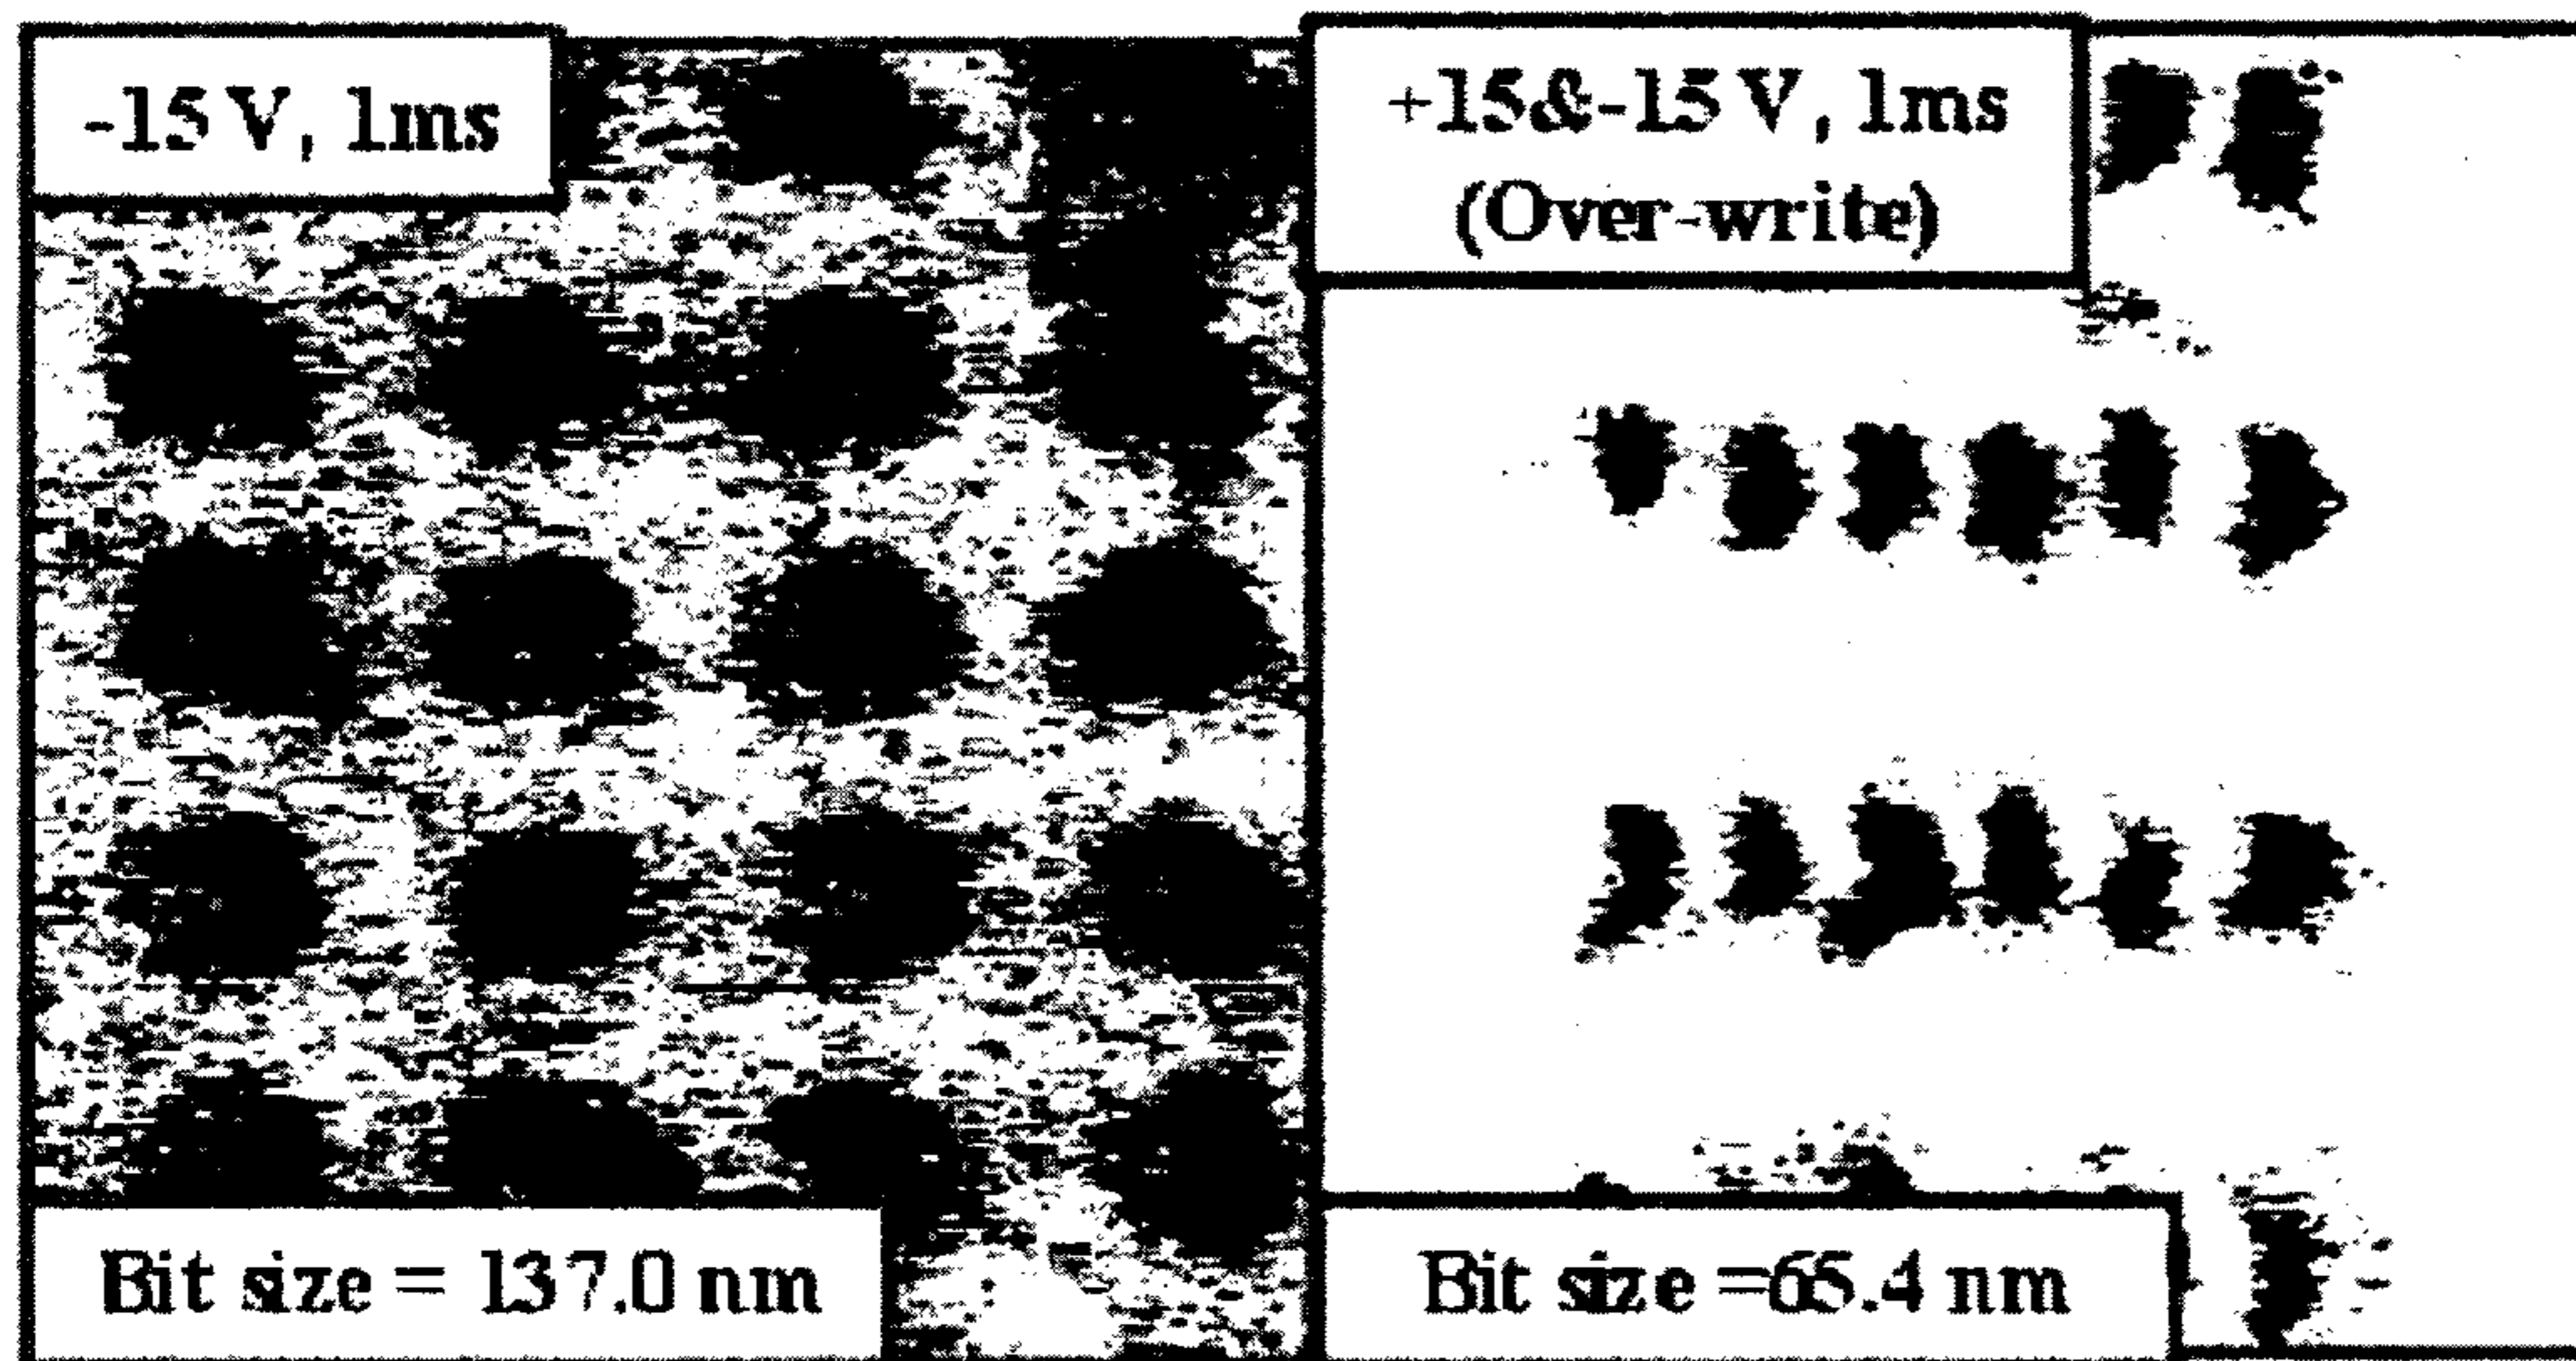 -15 V, 1ms
+15&-15 V, 1ms
(Over-write)
Bit size = 137.0 nm
Bit size =65.4 nm